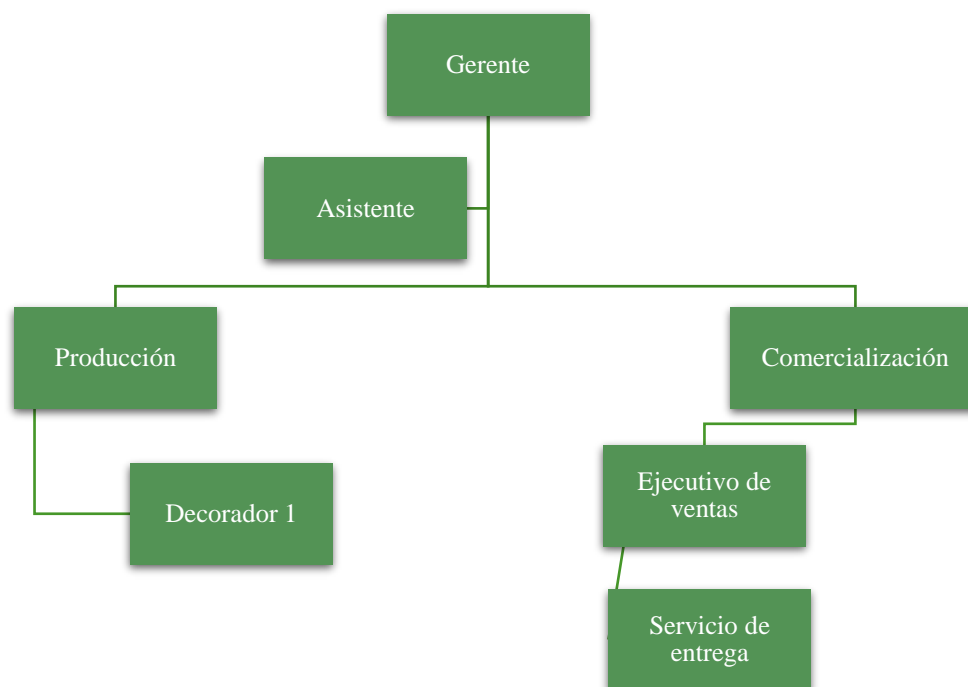 Gerente
Asistente
Producción
Comercialización
Decorador 1
Ejecutivo de
ventas
Servicio de
entrega